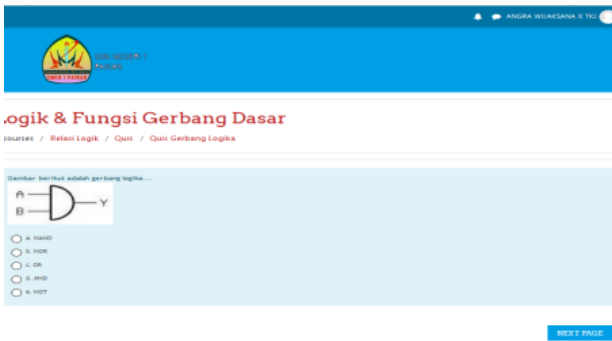 ANGRA WIJAKSANA X TKJ
ogik & Fungsi Gerbang Dasar
courses / Relasi Logik / Quis / Quis Gerbang Logika
Gambar berikut adalah gerbang logika...
A
B
Y
a. NAND
b. NOR
c. OR
d. AND
e. NOT
NEXT PAGE